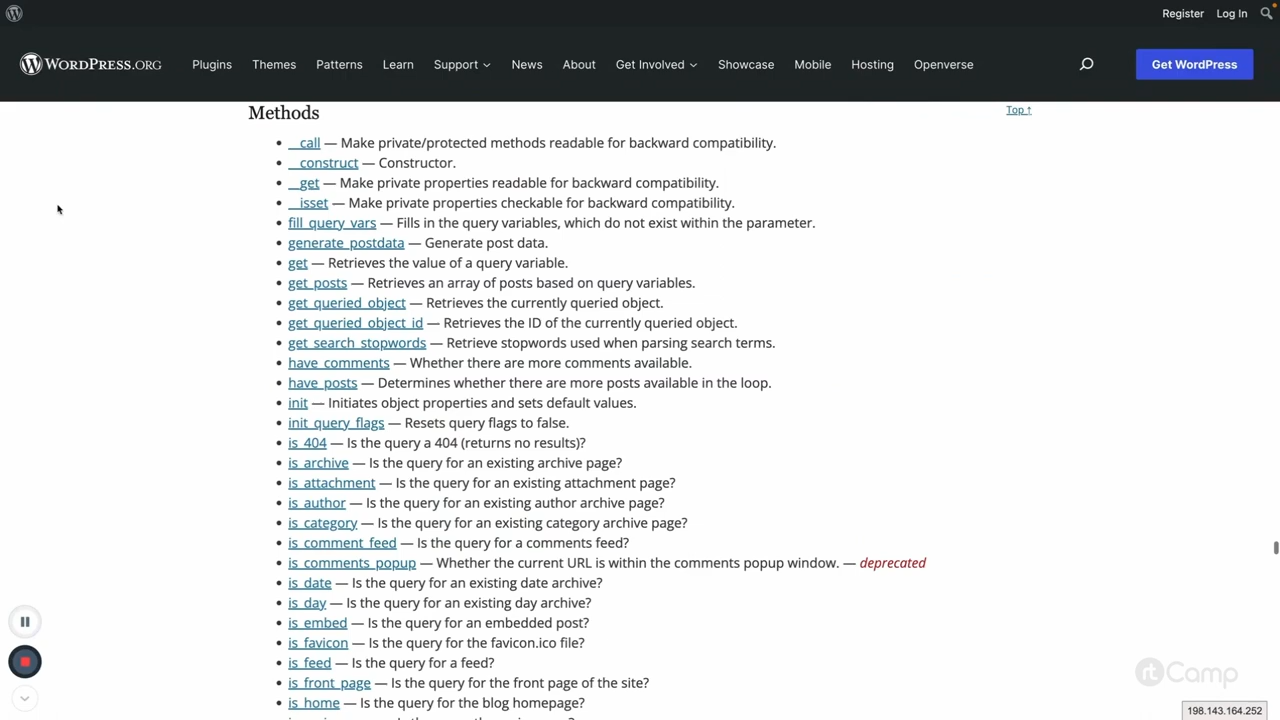 Register Log In
WORDPRESS.ORG Plugins Themes Patterns Learn Support News About Get Involved Showcase Mobile Hosting Openverse Get WordPress
Methods
Top ↑
__call — Make private/protected methods readable for backward compatibility.
__construct — Constructor.
__get — Make private properties readable for backward compatibility.
__isset — Make private properties checkable for backward compatibility.
fill_query_vars — Fills in the query variables, which do not exist within the parameter.
generate_postdata — Generate post data.
get — Retrieves the value of a query variable.
get_posts — Retrieves an array of posts based on query variables.
get_queried_object — Retrieves the currently queried object.
get_queried_object_id — Retrieves the ID of the currently queried object.
get_search_stopwords — Retrieve stopwords used when parsing search terms.
have_comments — Whether there are more comments available.
have_posts — Determines whether there are more posts available in the loop.
init — Initiates object properties and sets default values.
init_query_flags — Resets query flags to false.
is_404 — Is the query a 404 (returns no results)?
is_archive — Is the query for an existing archive page?
is_attachment — Is the query for an existing attachment page?
is_author — Is the query for an existing author archive page?
is_category — Is the query for an existing category archive page?
is_comment_feed — Is the query for a comments feed?
is_comments_popup — Whether the current URL is within the comments popup window. — deprecated
is_date — Is the query for an existing date archive?
is_day — Is the query for an existing day archive?
is_embed — Is the query for an embedded post?
is_favicon — Is the query for the favicon.ico file?
is_feed — Is the query for a feed?
is_front_page — Is the query for the front page of the site?
is_home — Is the query for the blog homepage?
rtCamp
198.143.164.252